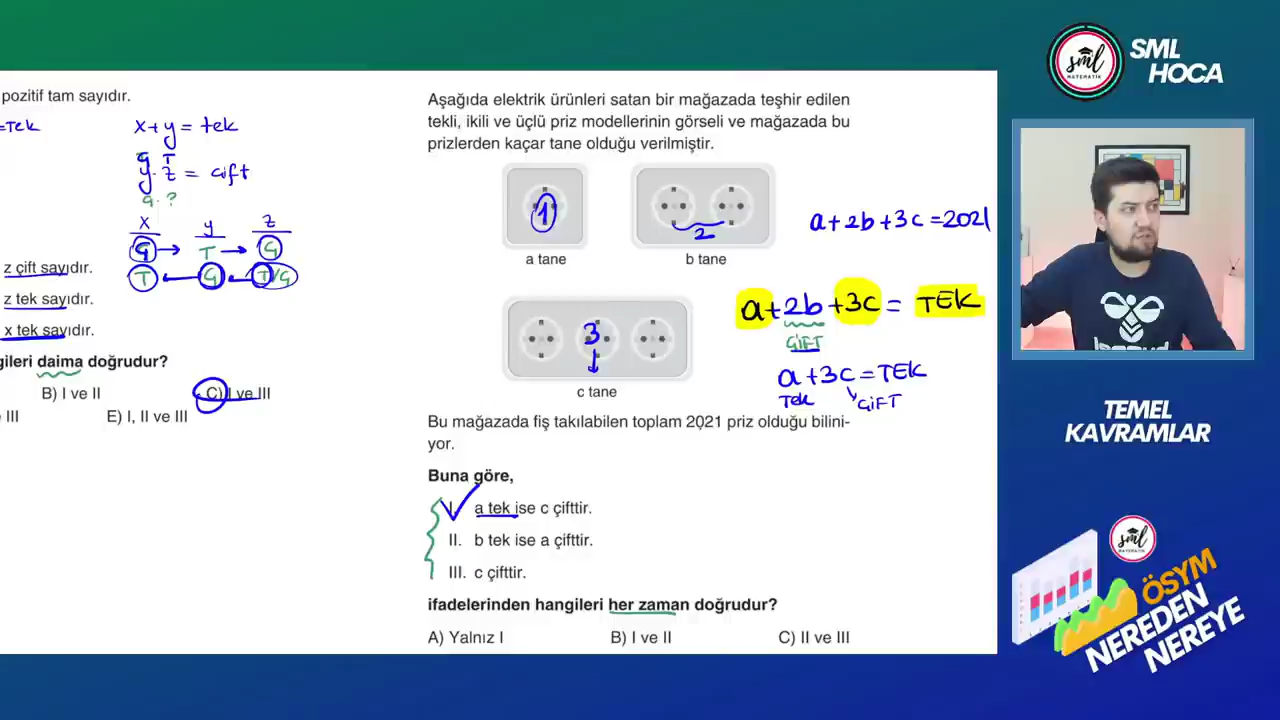 pozitif tam sayıdır.
=TEK
x+y = tek
Ç T
y.z = çift
Ç ?
x y z
Ç T Ç
T Ç T/Ç
z çift sayıdır.
z tek sayıdır.
x tek sayıdır.
gileri daima doğrudur?
B) I ve II
C) I ve III
III
E) I, II ve III
Aşağıda elektrik ürünleri satan bir mağazada teşhir edilen
tekli, ikili ve üçlü priz modellerinin görseli ve mağazada bu
prizlerden kaçar tane olduğu verilmiştir.
1
2
a tane
b tane
a+2b+3c=2021
3
c tane
a+2b+3c= TEK
ÇİFT
a+3c=TEK
Tek
ÇİFT
Bu mağazada fiş takılabilen toplam 2021 priz olduğu bilini-
yor.
Buna göre,
I. a tek ise c çifttir.
II. b tek ise a çifttir.
III. c çifttir.
ifadelerinden hangileri her zaman doğrudur?
A) Yalnız I
B) I ve II
C) II ve III
sml
MATEMATİK
SML
HOCA
TEMEL
KAVRAMLAR
sml
MATEMATİK
ÖSYM
NEREDEN
NEREYE